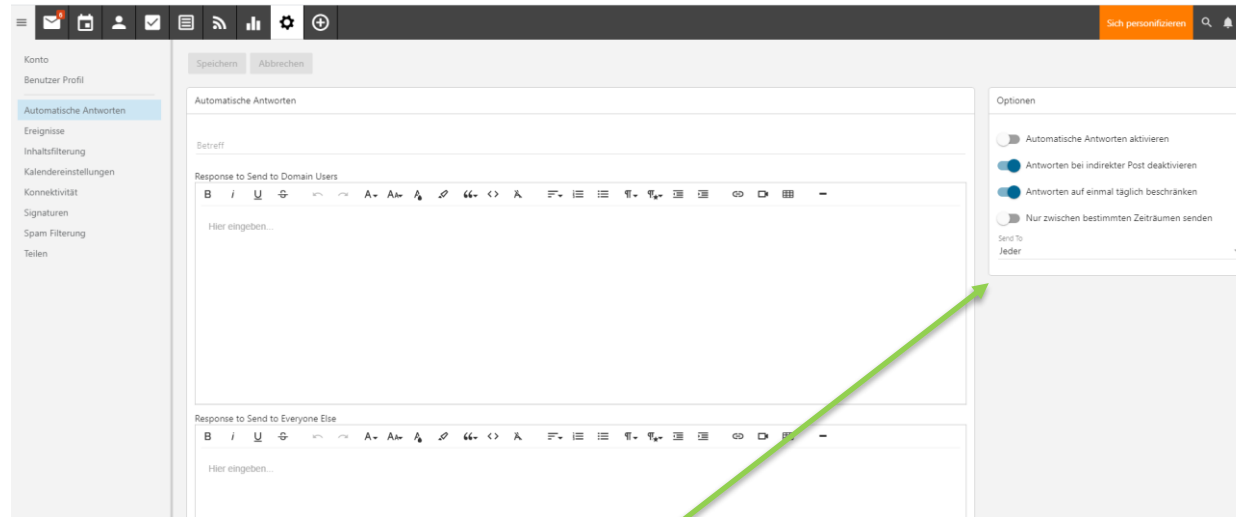 6
Sich personifizieren
Konto
Benutzer Profil
Automatische Antworten
Ereignisse
Inhaltsfilterung
Kalendereinstellungen
Konnektivität
Signaturen
Spam Filterung
Teilen
Speichern
Abbrechen
Automatische Antworten
Betreff
Response to Send to Domain Users
Hier eingeben...
Response to Send to Everyone Else
Hier eingeben...
Optionen
Automatische Antworten aktivieren
Antworten bei indirekter Post deaktivieren
Antworten auf einmal täglich beschränken
Nur zwischen bestimmten Zeiträumen senden
Send To
Jeder